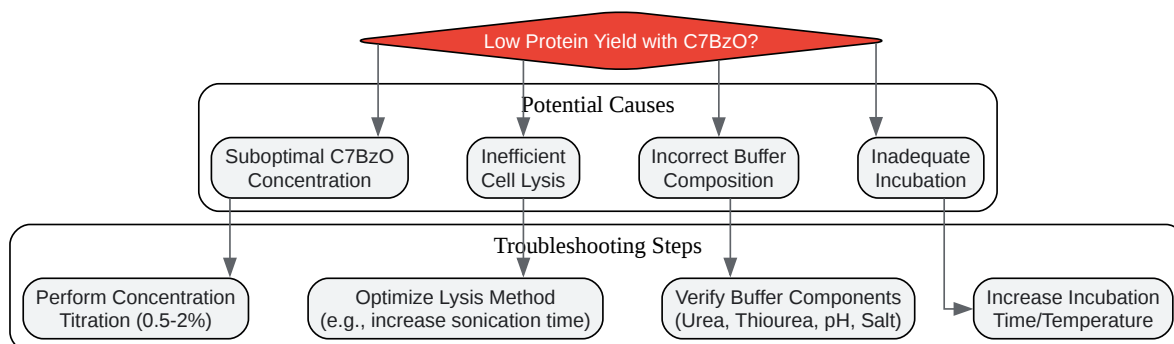 Low Protein Yield with C7BzO?
Potential Causes
Suboptimal C7BzO
Concentration
Inefficient
Cell Lysis
Incorrect Buffer
Composition
Inadequate
Incubation
Troubleshooting Steps
Perform Concentration
Titration (0.5-2%)
Optimize Lysis Method
(e.g., increase sonication time)
Verify Buffer Components
(Urea, Thiourea, pH, Salt)
Increase Incubation
Time/Temperature